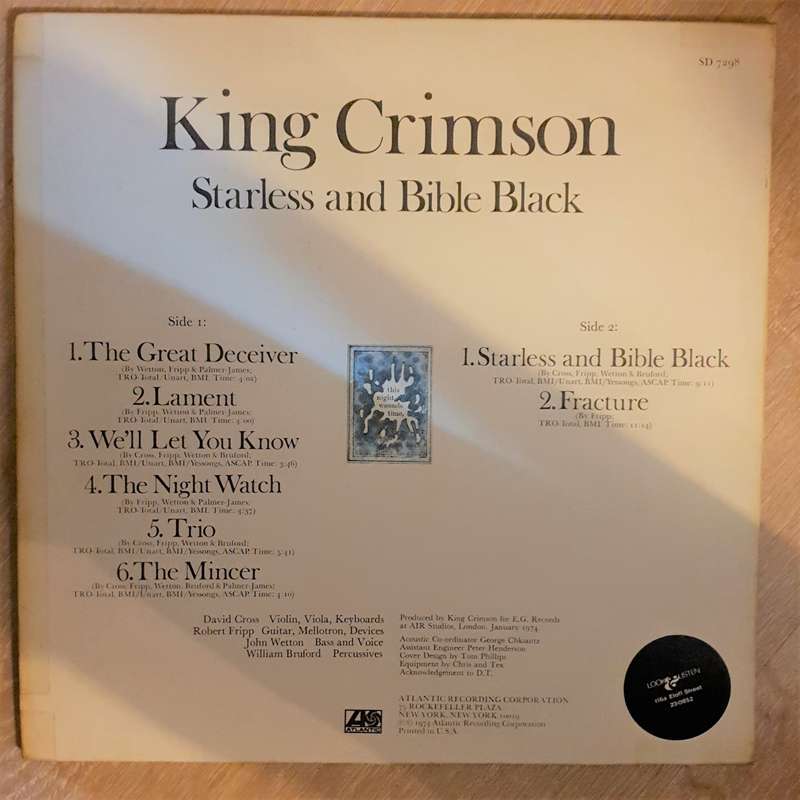 SD 7298
King Crimson
Starless and Bible Black
Side 1:
1. The Great Deceiver
(By Wetton, Fripp & Palmer-James;
TRO-Total/Unart, BMI. Time: 4:02)
2. Lament
(By Fripp, Wetton & Palmer-James;
TRO-Total/Unart, BMI. Time: 4:00)
3. We'll Let You Know
(By Cross, Fripp, Wetton & Bruford;
TRO-Total, BMI/Unart, BMI/Yessongs, ASCAP. Time: 3:46)
4. The Night Watch
(By Fripp, Wetton & Palmer-James;
TRO-Total/Unart, BMI. Time: 4:37)
5. Trio
(By Cross, Fripp, Wetton & Bruford;
TRO-Total, BMI/Unart, BMI/Yessongs, ASCAP. Time: 5:41)
6. The Mincer
(By Cross, Fripp, Wetton, Bruford & Palmer-James;
TRO-Total, BMI/Unart, BMI/Yessongs, ASCAP. Time: 4:10)
this
night
wounds
time.
Side 2:
1. Starless and Bible Black
(By Cross, Fripp, Wetton & Bruford;
TRO-Total, BMI/Unart, BMI/Yessongs, ASCAP. Time: 9:11)
2. Fracture
(By Fripp;
TRO-Total, BMI. Time: 11:14)
David Cross Violin, Viola, Keyboards
Robert Fripp Guitar, Mellotron, Devices
John Wetton Bass and Voice
William Bruford Percussives
Produced by King Crimson for E.G. Records
at AIR Studios, London. January 1974.
Acoustic Co-ordinator George Chkiantz
Assistant Engineer Peter Henderson
Cover Design by Tom Phillips
Equipment by Chris and Tex
Acknowledgement to D.T.
ATLANTIC
ATLANTIC RECORDING CORPORATION
75 ROCKEFELLER PLAZA
NEW YORK, NEW YORK 10019
©℗ 1974 Atlantic Recording Corporation
Printed in U.S.A.
LOOK & LISTEN
Eloff Street